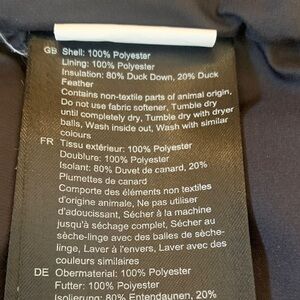 GB Shell: 100% Polyester
Lining: 100% Polyester
Insulation: 80% Duck Down, 20% Duck
Feather
Contains non-textile parts of animal origin,
Do not use fabric softener, Tumble dry
until completely dry, Tumble dry with dryer
balls, Wash inside out, Wash with similar
colours
FR Tissu extérieur: 100% Polyester
Doublure: 100% Polyester
Isolant: 80% Duvet de canard, 20%
Plumettes de canard
Comporte des éléments non textiles
d'origine animale, Ne pas utiliser
d'adoucissant, Sécher à la machine
jusqu'à séchage complet, Sécher au
sèche-linge avec des balles de sèche-
linge, Laver à l'envers, Laver avec des
couleurs similaires
DE Obermaterial: 100% Polyester
Futter: 100% Polyester
Isolierung: 80% Entendaunen, 20%